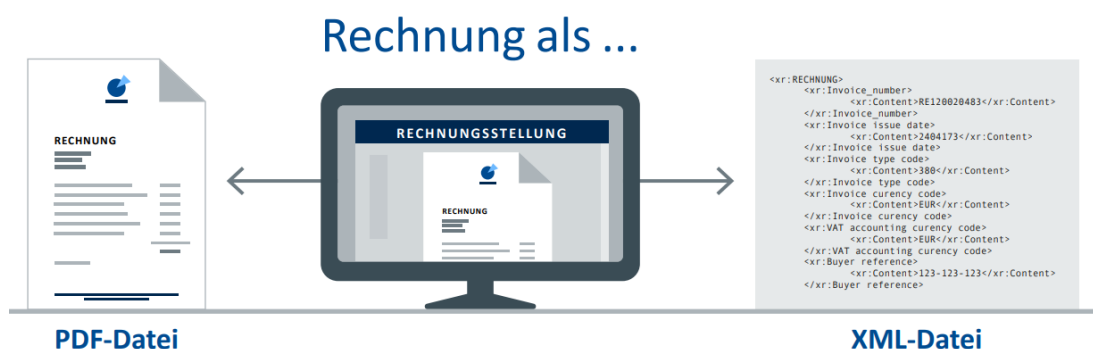 Rechnung als ...
RECHNUNG
RECHNUNGSSTELLUNG
RECHNUNG
<xr:RECHNUNG>
<xr:Invoice_number>
<xr:Content>RE120020483</xr:Content>
</xr:Invoice_number>
<xr:Invoice issue date>
<xr:Content>2404173</xr:Content>
</xr:Invoice issue date>
<xr:Invoice type code>
<xr:Content>380</xr:Content>
</xr:Invoice type code>
<xr:Invoice curency code>
<xr:Content>EUR</xr:Content>
</xr:Invoice curency code>
<xr:VAT accounting curency code>
<xr:Content>EUR</xr:Content>
</xr:VAT accounting curency code>
<xr:Buyer reference>
<xr:Content>123-123-123</xr:Content>
</xr:Buyer reference>
PDF-Datei
XML-Datei